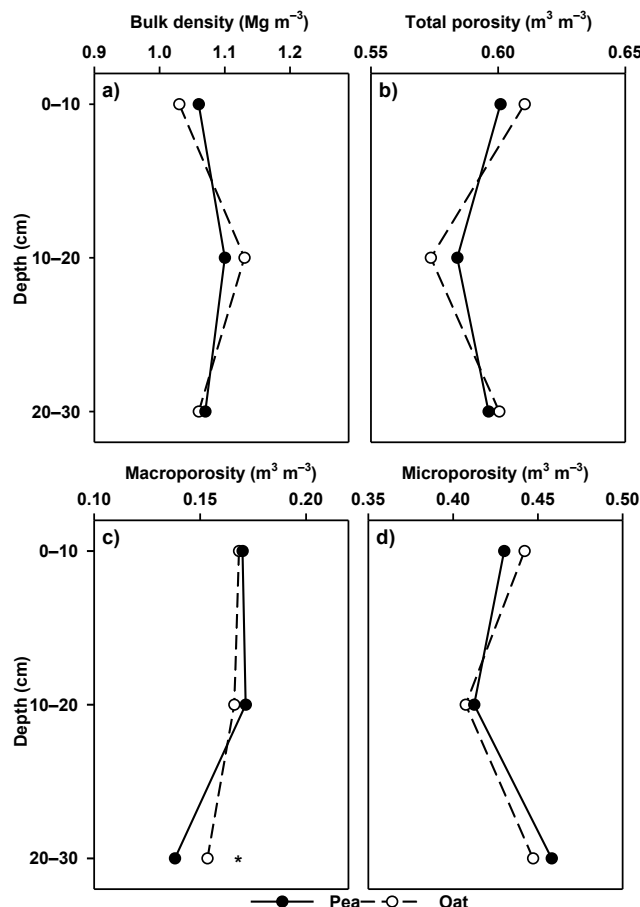 Bulk density (Mg m⁻³) Total porosity (m³ m⁻³)
0.9 1.0 1.1 1.2 0.55 0.60 0.65
a) b)
0–10
10–20
20–30
Depth (cm)
Macroporosity (m³ m⁻³) Microporosity (m³ m⁻³)
0.10 0.15 0.20 0.35 0.40 0.45 0.50
c) d)
0–10
10–20
20–30
Depth (cm)
*
Pea Oat